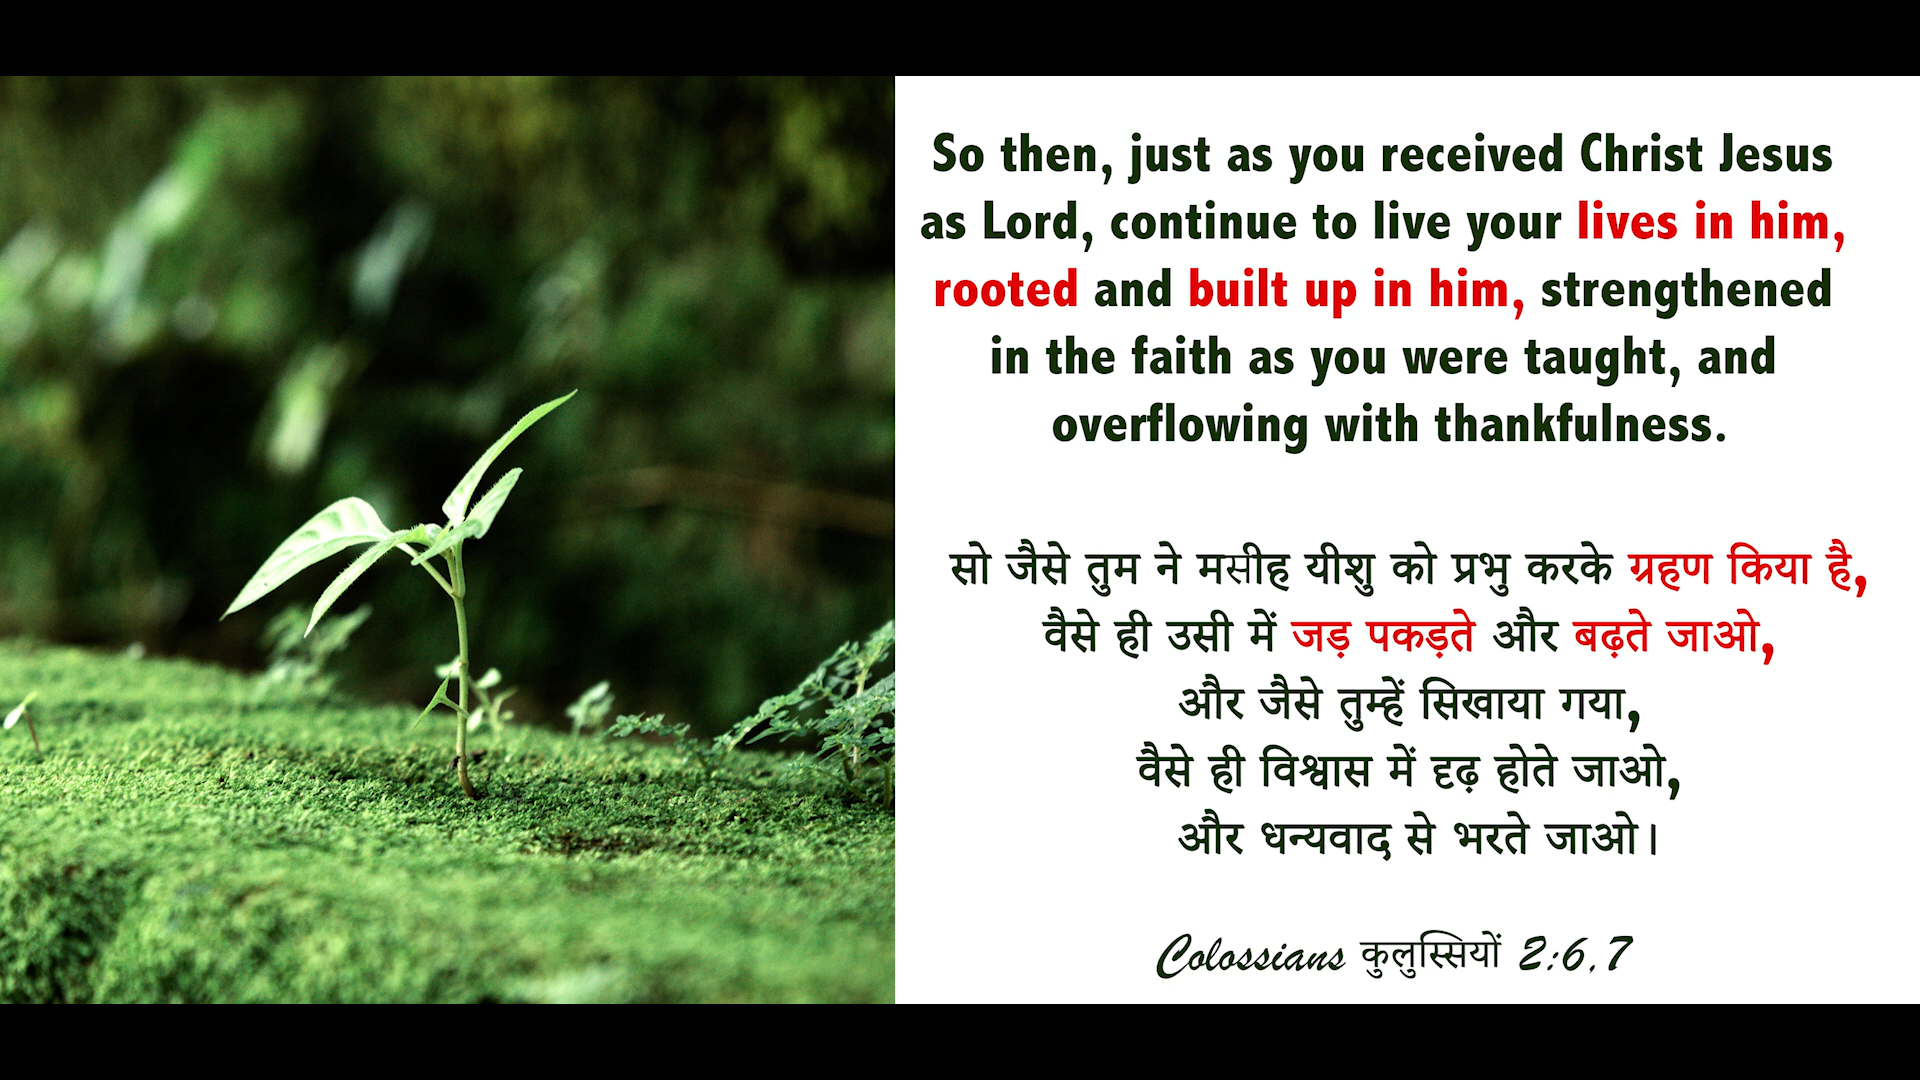 So then, just as you received Christ Jesus
as Lord, continue to live your lives in him,
rooted and built up in him, strengthened
in the faith as you were taught, and
overflowing with thankfulness.
सो जैसे तुम ने मसीह यीशु को प्रभु करके ग्रहण किया है,
वैसे ही उसी में जड़ पकड़ते और बढ़ते जाओ,
और जैसे तुम्हें सिखाया गया,
वैसे ही विश्वास में दृढ़ होते जाओ,
और धन्यवाद से भरते जाओ।
Colossians कुलुस्सियों 2:6,7